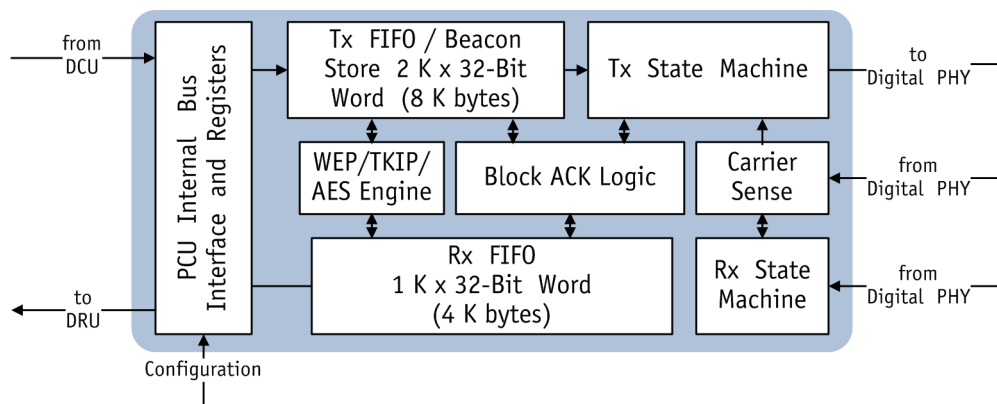 from
DCU
to
DRU
Configuration
PCU Internal Bus
Interface and Registers
Tx FIFO / Beacon
Store 2 K x 32-Bit
Word (8 K bytes)
Tx State Machine
to
Digital PHY
WEP/TKIP/
AES Engine
Block ACK Logic
Carrier
Sense
from
Digital PHY
Rx FIFO
1 K x 32-Bit Word
(4 K bytes)
Rx State
Machine
from
Digital PHY